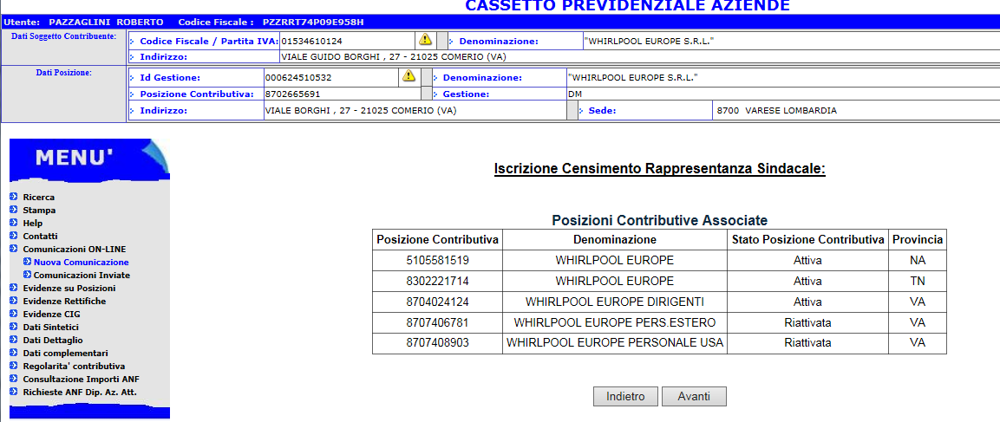 CASSETTO PREVIDENZIALE AZIENDE
Utente: PAZZAGLINI ROBERTO Codice Fiscale : PZZRRT74P09E958H
Dati Soggetto Contribuente:
Codice Fiscale / Partita IVA: 01534610124 Denominazione: "WHIRLPOOL EUROPE S.R.L."
Indirizzo: VIALE GUIDO BORGHI , 27 - 21025 COMERIO (VA)
Dati Posizione:
Id Gestione: 000624510532 Denominazione: "WHIRLPOOL EUROPE S.R.L."
Posizione Contributiva: 8702665691 Gestione: DM
Indirizzo: VIALE BORGHI , 27 - 21025 COMERIO (VA) Sede: 8700 VARESE LOMBARDIA
MENU'
Ricerca
Stampa
Help
Contatti
Comunicazioni ON-LINE
Nuova Comunicazione
Comunicazioni Inviate
Evidenze su Posizioni
Evidenze Rettifiche
Evidenze CIG
Dati Sintetici
Dati Dettaglio
Dati complementari
Regolarita' contributiva
Consultazione Importi ANF
Richieste ANF Dip. Az. Att.
Iscrizione Censimento Rappresentanza Sindacale:
Posizioni Contributive Associate
Posizione Contributiva Denominazione Stato Posizione Contributiva Provincia
5105581519 WHIRLPOOL EUROPE Attiva NA
8302221714 WHIRLPOOL EUROPE Attiva TN
8704024124 WHIRLPOOL EUROPE DIRIGENTI Attiva VA
8707406781 WHIRLPOOL EUROPE PERS.ESTERO Riattivata VA
8707408903 WHIRLPOOL EUROPE PERSONALE USA Riattivata VA
Indietro Avanti